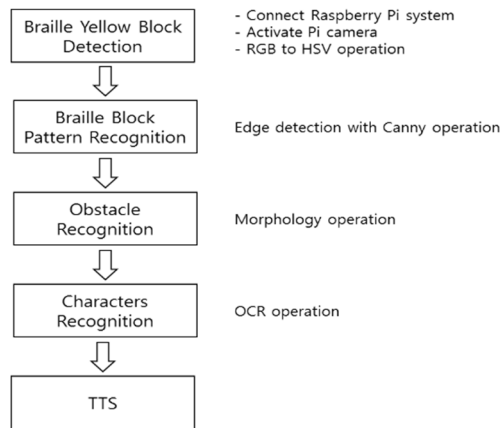 Braille Yellow Block
Detection
- Connect Raspberry Pi system
- Activate Pi camera
- RGB to HSV operation
Braille Block
Pattern Recognition
Edge detection with Canny operation
Obstacle
Recognition
Morphology operation
Characters
Recognition
OCR operation
TTS